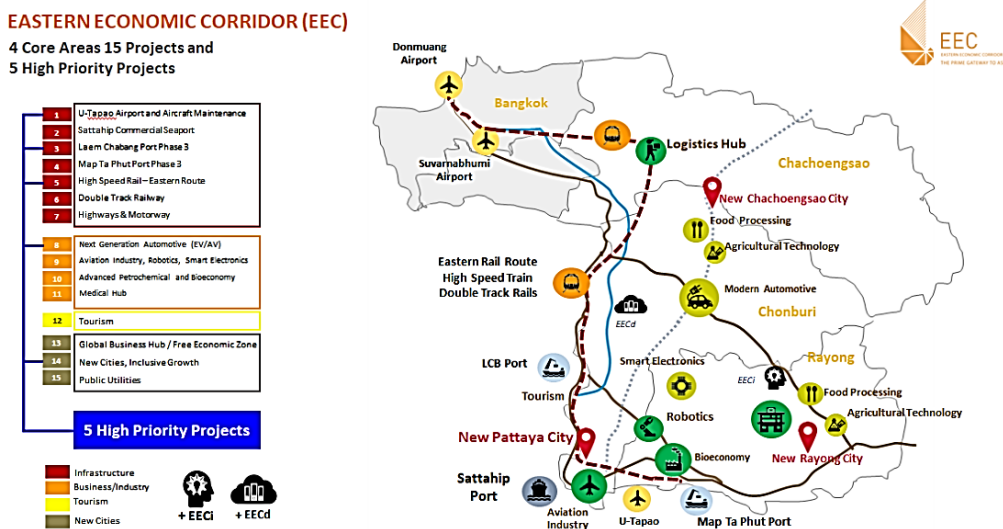 EASTERN ECONOMIC CORRIDOR (EEC)
4 Core Areas 15 Projects and
5 High Priority Projects
1 U-Tapao Airport and Aircraft Maintenance
2 Sattahip Commercial Seaport
3 Laem Chabang Port Phase 3
4 Map Ta Phut Port Phase 3
5 High Speed Rail – Eastern Route
6 Double Track Railway
7 Highways & Motorway
8 Next Generation Automotive (EV/AV)
9 Aviation Industry, Robotics, Smart Electronics
10 Advanced Petrochemical and Bioeconomy
11 Medical Hub
12 Tourism
13 Global Business Hub / Free Economic Zone
14 New Cities, Inclusive Growth
15 Public Utilities
5 High Priority Projects
Infrastructure
Business/Industry
Tourism
New Cities
+ EECi
+ EECd
EEC
EASTERN ECONOMIC CORRIDOR
THE PRIME GATEWAY TO AS
Donmuang
Airport
Bangkok
Suvarnabhumi
Airport
Logistics Hub
Chachoengsao
New Chachoengsao City
Food Processing
Agricultural Technology
Eastern Rail Route
High Speed Train
Double Track Rails
EECd
Modern Automotive
Chonburi
LCB Port
Tourism
Smart Electronics
Rayong
EECi
Food Processing
Robotics
Agricultural Technology
New Pattaya City
Bioeconomy
New Rayong City
Sattahip
Port
Aviation
Industry
U-Tapao
Map Ta Phut Port